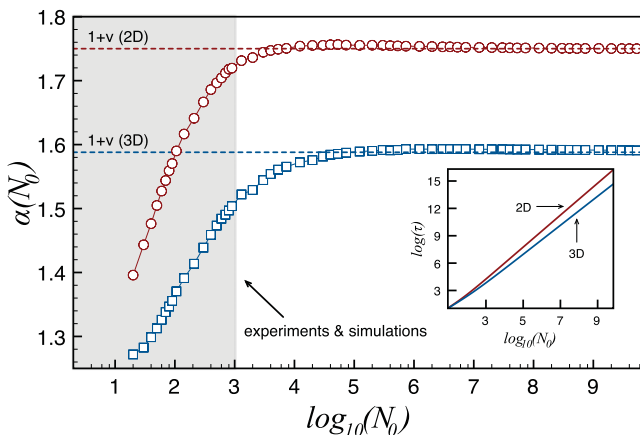 1.8
1+ν (2D)
1.7
1.6
1+ν (3D)
1.5
1.4
1.3
α(N₀)
1 2 3 4 5 6 7 8 9
log₁₀(N₀)
experiments & simulations
15
12
9
6
3
log(τ)
2D
3D
3 5 7 9
log₁₀(N₀)